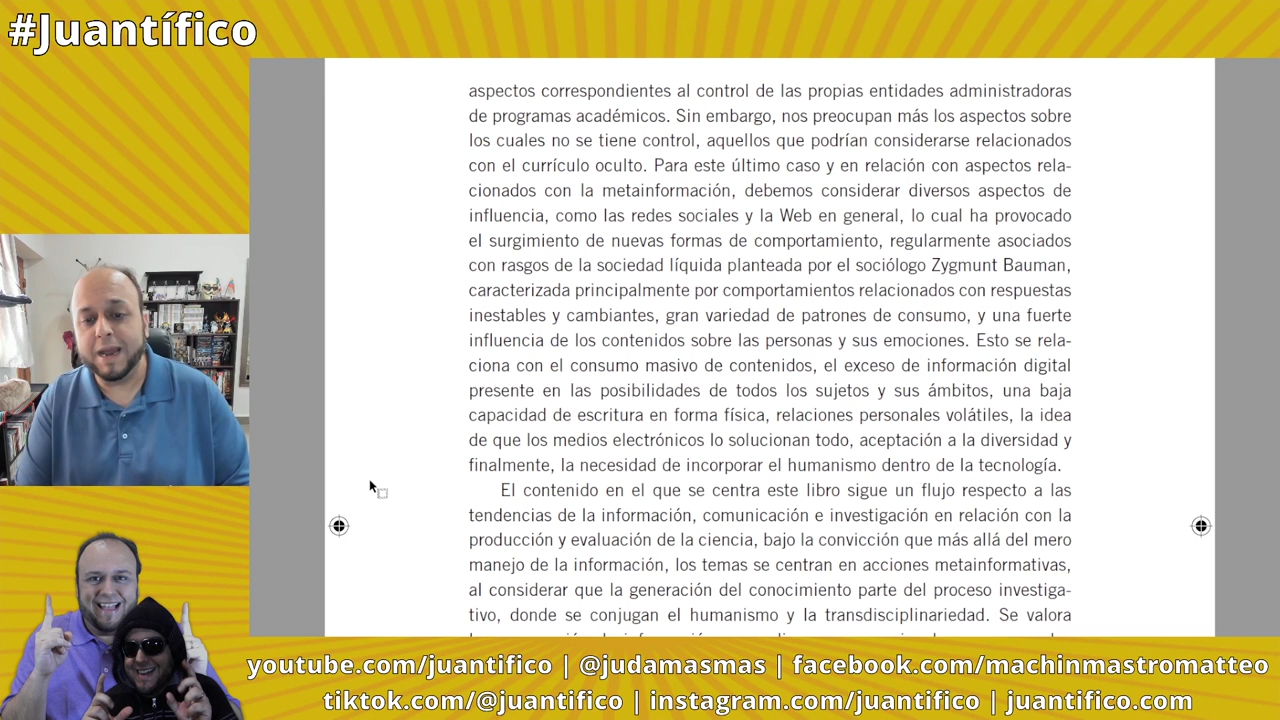 #Juantífico
aspectos correspondientes al control de las propias entidades administradoras
de programas académicos. Sin embargo, nos preocupan más los aspectos sobre
los cuales no se tiene control, aquellos que podrían considerarse relacionados
con el currículo oculto. Para este último caso y en relación con aspectos rela-
cionados con la metainformación, debemos considerar diversos aspectos de
influencia, como las redes sociales y la Web en general, lo cual ha provocado
el surgimiento de nuevas formas de comportamiento, regularmente asociados
con rasgos de la sociedad líquida planteada por el sociólogo Zygmunt Bauman,
caracterizada principalmente por comportamientos relacionados con respuestas
inestables y cambiantes, gran variedad de patrones de consumo, y una fuerte
influencia de los contenidos sobre las personas y sus emociones. Esto se rela-
ciona con el consumo masivo de contenidos, el exceso de información digital
presente en las posibilidades de todos los sujetos y sus ámbitos, una baja
capacidad de escritura en forma física, relaciones personales volátiles, la idea
de que los medios electrónicos lo solucionan todo, aceptación a la diversidad y
finalmente, la necesidad de incorporar el humanismo dentro de la tecnología.
El contenido en el que se centra este libro sigue un flujo respecto a las
tendencias de la información, comunicación e investigación en relación con la
producción y evaluación de la ciencia, bajo la convicción que más allá del mero
manejo de la información, los temas se centran en acciones metainformativas,
al considerar que la generación del conocimiento parte del proceso investiga-
tivo, donde se conjugan el humanismo y la transdisciplinariedad. Se valora
youtube.com/juantifico | @judamasmas | facebook.com/machinmastromatteo
tiktok.com/@juantifico | instagram.com/juantifico | juantifico.com